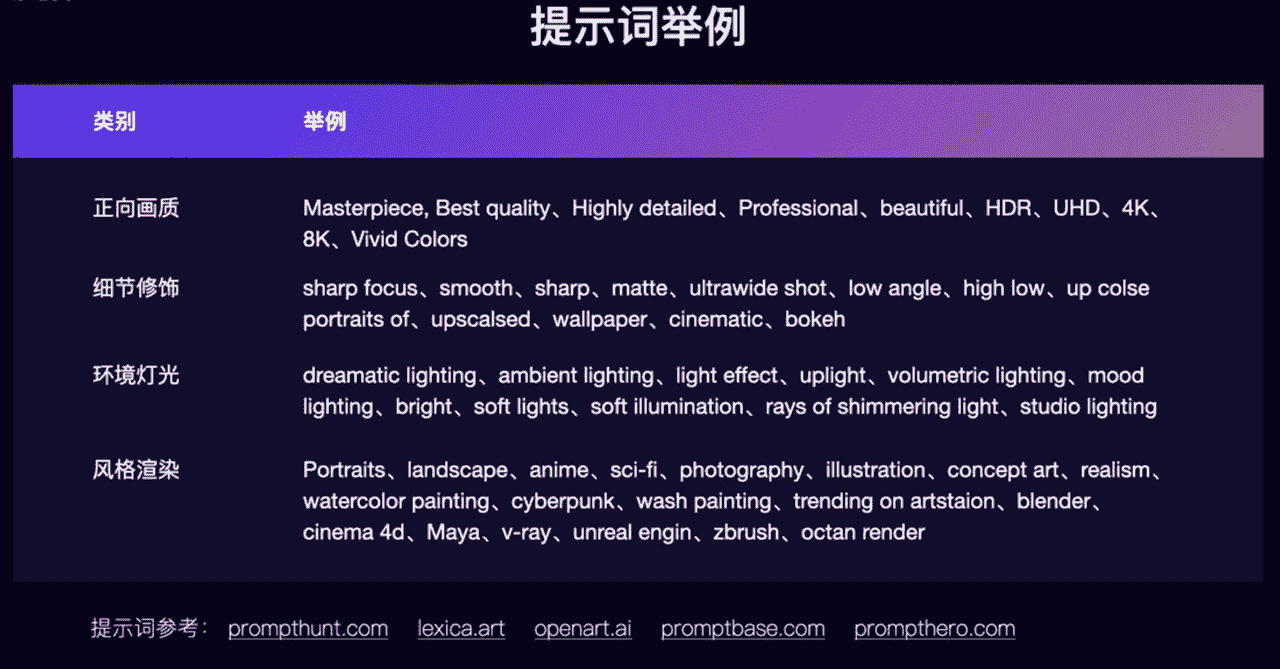 提示词举例
类别 举例
正向画质 Masterpiece, Best quality、Highly detailed、Professional、beautiful、HDR、UHD、4K、
8K、Vivid Colors
细节修饰 sharp focus、smooth、sharp、matte、ultrawide shot、low angle、high low、up colse
portraits of、upscalsed、wallpaper、cinematic、bokeh
环境灯光 dreamatic lighting、ambient lighting、light effect、uplight、volumetric lighting、mood
lighting、bright、soft lights、soft illumination、rays of shimmering light、studio lighting
风格渲染 Portraits、landscape、anime、sci-fi、photography、illustration、concept art、realism、
watercolor painting、cyberpunk、wash painting、trending on artstaion、blender、
cinema 4d、Maya、v-ray、unreal engin、zbrush、octan render
提示词参考： prompthunt.com lexica.art openart.ai promptbase.com prompthero.com